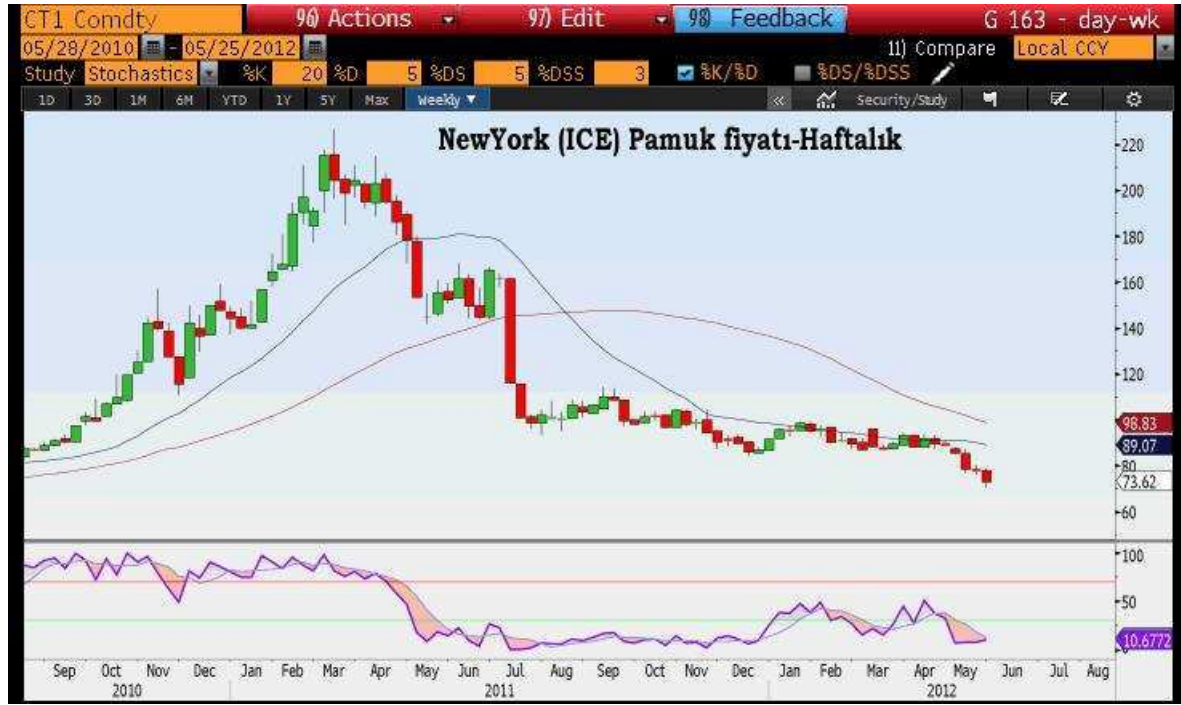 CT1 Comdty 96) Actions 97) Edit 98) Feedback G 163 - day-wk
05/28/2010 - 05/25/2012 11) Compare Local CCY
Study Stochastics %K 20 %D 5 %DS 5 %DSS 3 %K/%D %DS/%DSS
1D 3D 1M 6M YTD 1Y 5Y Max Weekly ▼ « Security/Study
NewYork (ICE) Pamuk fiyatı-Haftalık
220
200
180
160
140
120
98.83
89.07
80
73.62
60
100
50
10.6772
0
Sep Oct Nov Dec Jan Feb Mar Apr May Jun Jul Aug Sep Oct Nov Dec Jan Feb Mar Apr May Jun Jul Aug
2010 2011 2012